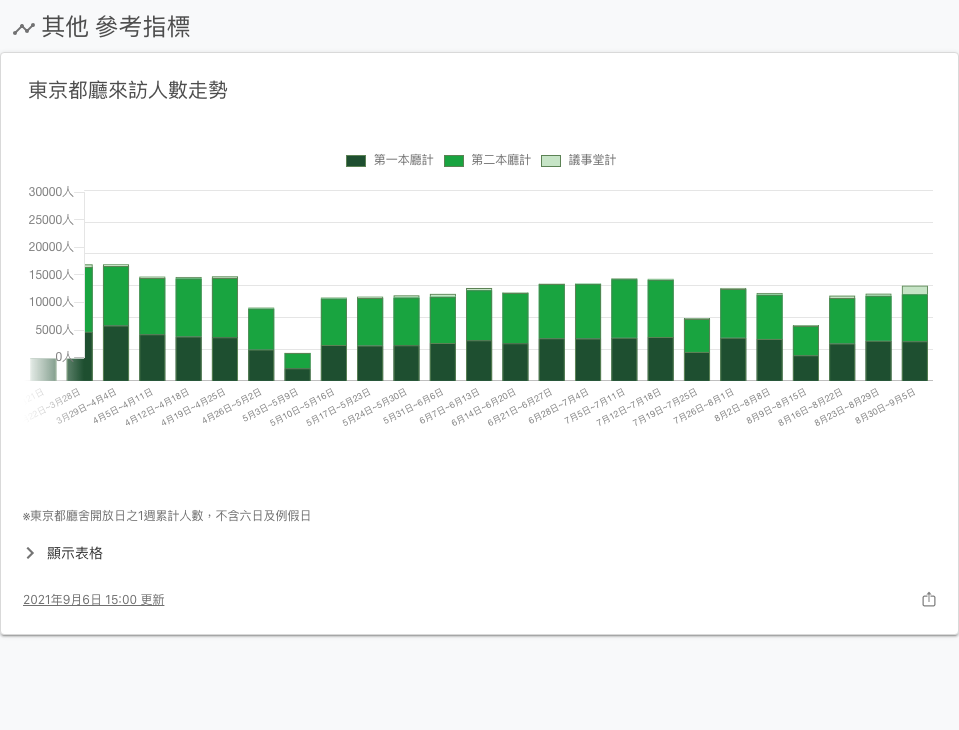 其他 參考指標
東京都廳來訪人數走勢
第一本廳計 第二本廳計 議事堂計
30000人
25000人
20000人
15000人
10000人
5000人
0人
3月29日~4月4日
4月5日~4月11日
4月12日~4月18日
4月19日~4月25日
4月26日~5月2日
5月3日~5月9日
5月10日~5月16日
5月17日~5月23日
5月24日~5月30日
5月31日~6月6日
6月7日~6月13日
6月14日~6月20日
6月21日~6月27日
6月28日~7月4日
7月5日~7月11日
7月12日~7月18日
7月19日~7月25日
7月26日~8月1日
8月2日~8月8日
8月9日~8月15日
8月16日~8月22日
8月23日~8月29日
8月30日~9月5日
※東京都廳舍開放日之1週累計人數，不含六日及例假日
顯示表格
2021年9月6日 15:00 更新